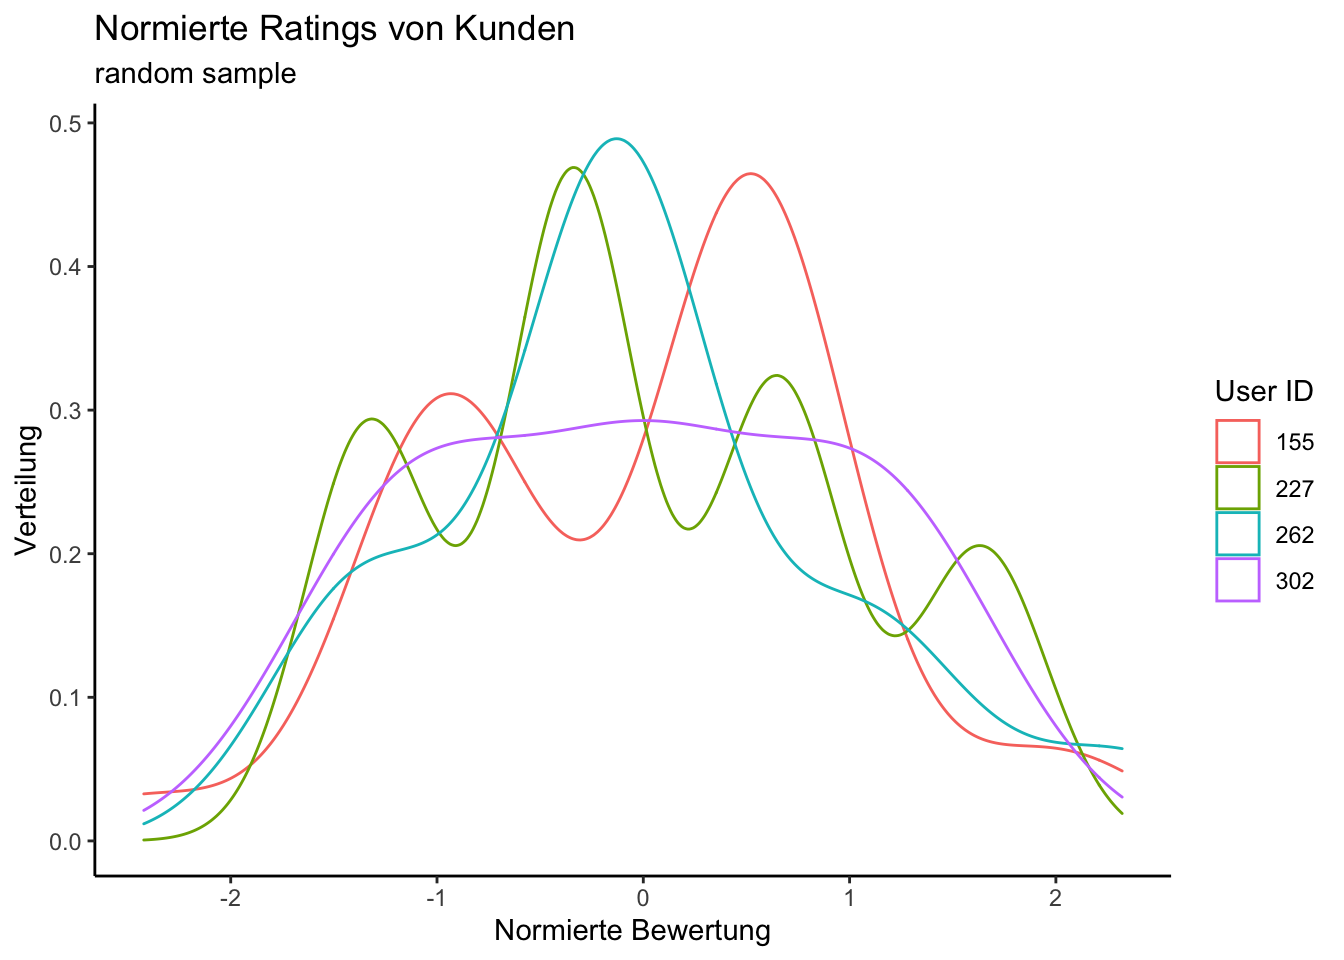 Normierte Ratings von Kunden
random sample
0.5
0.4
0.3
0.2
0.1
0.0
Verteilung
-2 -1 0 1 2
Normierte Bewertung
User ID
155
227
262
302